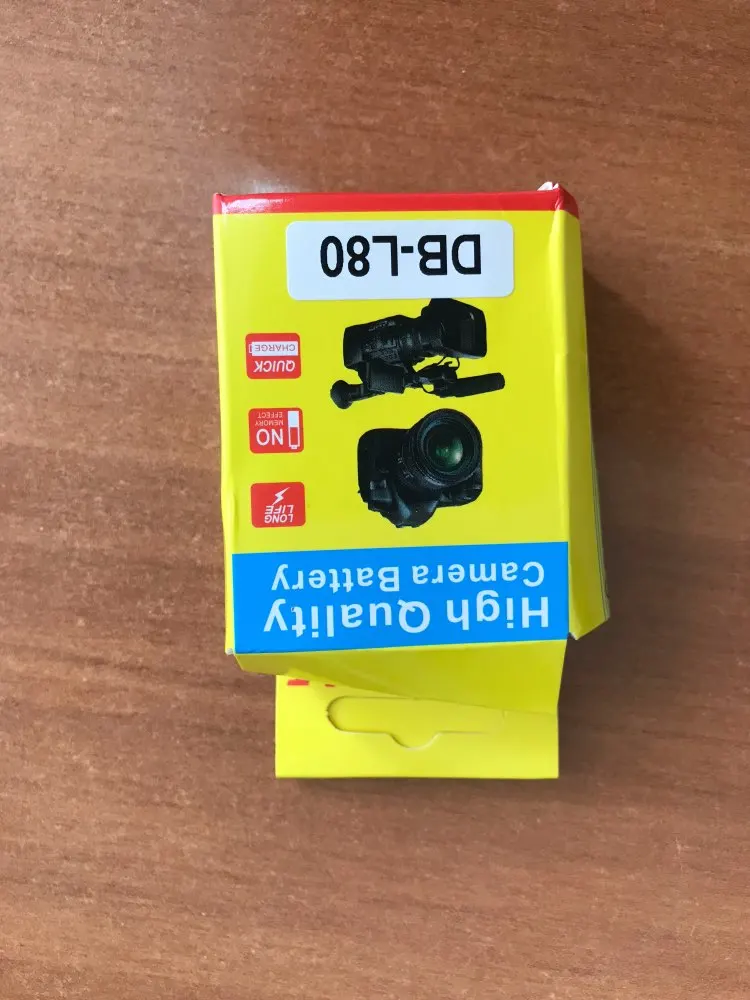 High Quality
Camera Battery
LONG
LIFE
NO
MEMORY
EFFECT
QUICK
CHARGE
DB-L80